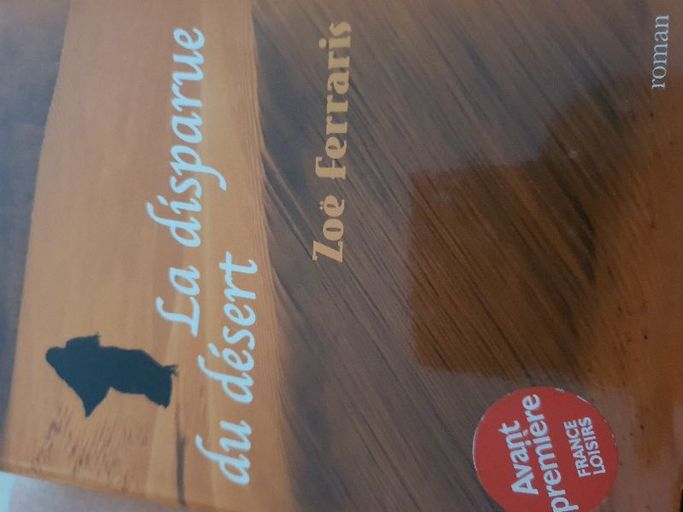 La disparue
du désert
Zoë Ferraris
roman
Avant
première
FRANCE
LOISIRS